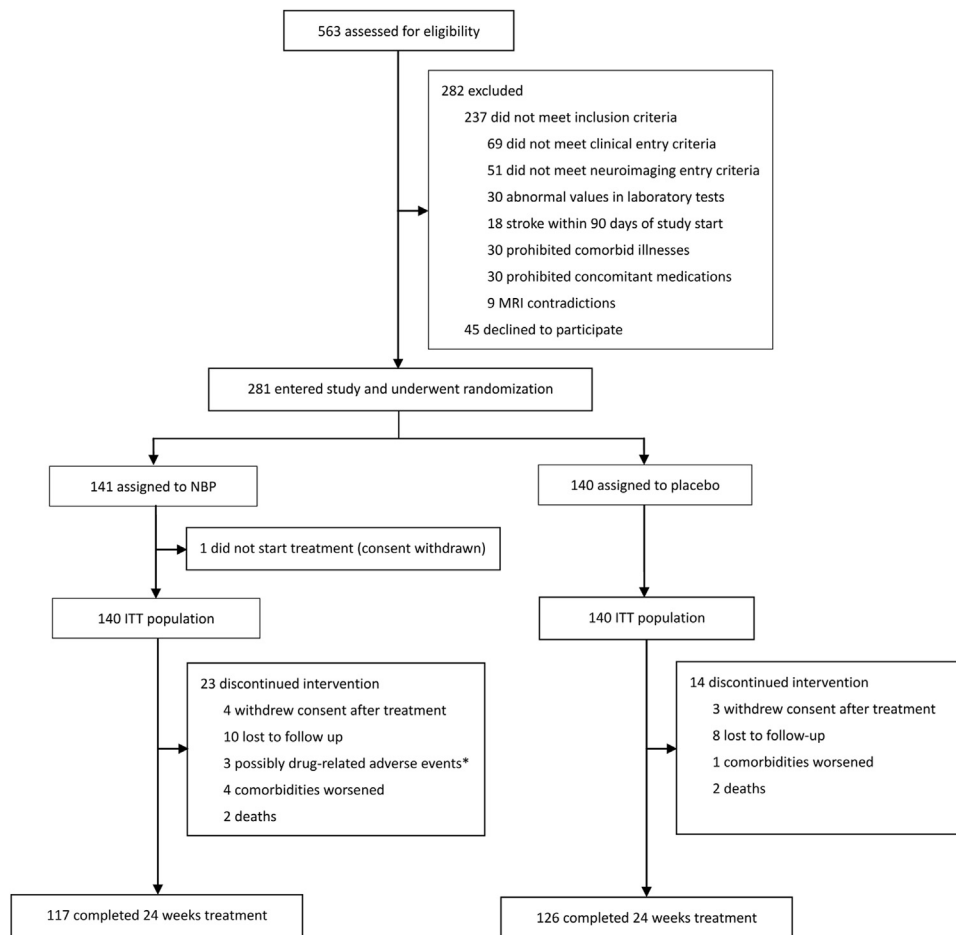 563 assessed for eligibility
282 excluded
237 did not meet inclusion criteria
69 did not meet clinical entry criteria
51 did not meet neuroimaging entry criteria
30 abnormal values in laboratory tests
18 stroke within 90 days of study start
30 prohibited comorbid illnesses
30 prohibited concomitant medications
9 MRI contradictions
45 declined to participate
281 entered study and underwent randomization
141 assigned to NBP
140 assigned to placebo
1 did not start treatment (consent withdrawn)
140 ITT population
140 ITT population
23 discontinued intervention
4 withdrew consent after treatment
10 lost to follow up
3 possibly drug-related adverse events*
4 comorbidities worsened
2 deaths
14 discontinued intervention
3 withdrew consent after treatment
8 lost to follow-up
1 comorbidities worsened
2 deaths
117 completed 24 weeks treatment
126 completed 24 weeks treatment